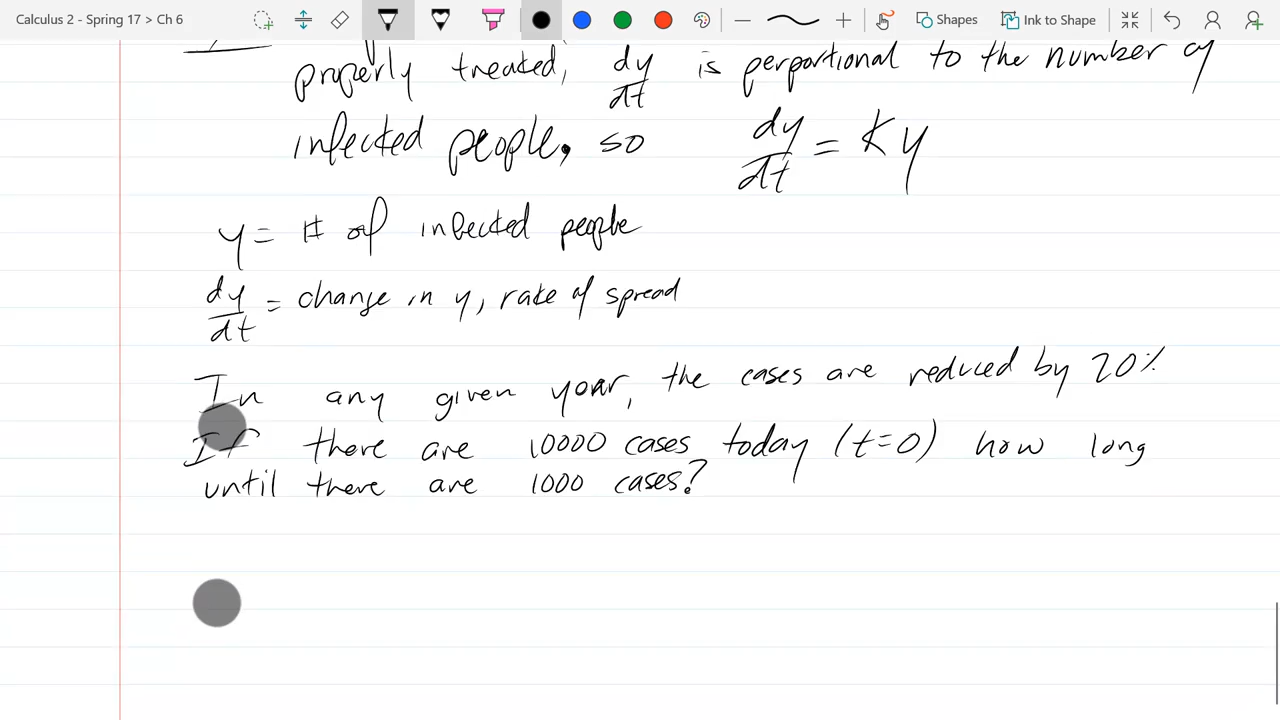 Calculus 2 - Spring 17 > Ch 6
Shapes
Ink to Shape
properly treated, dy/dt is perportional to the number of
infected people, so dy/dt = Ky
y = # of infected people
dy/dt = change in y, rate of spread
In any given year, the cases are reduced by 20%
If there are 10000 cases today (t=0) how long
until there are 1000 cases?